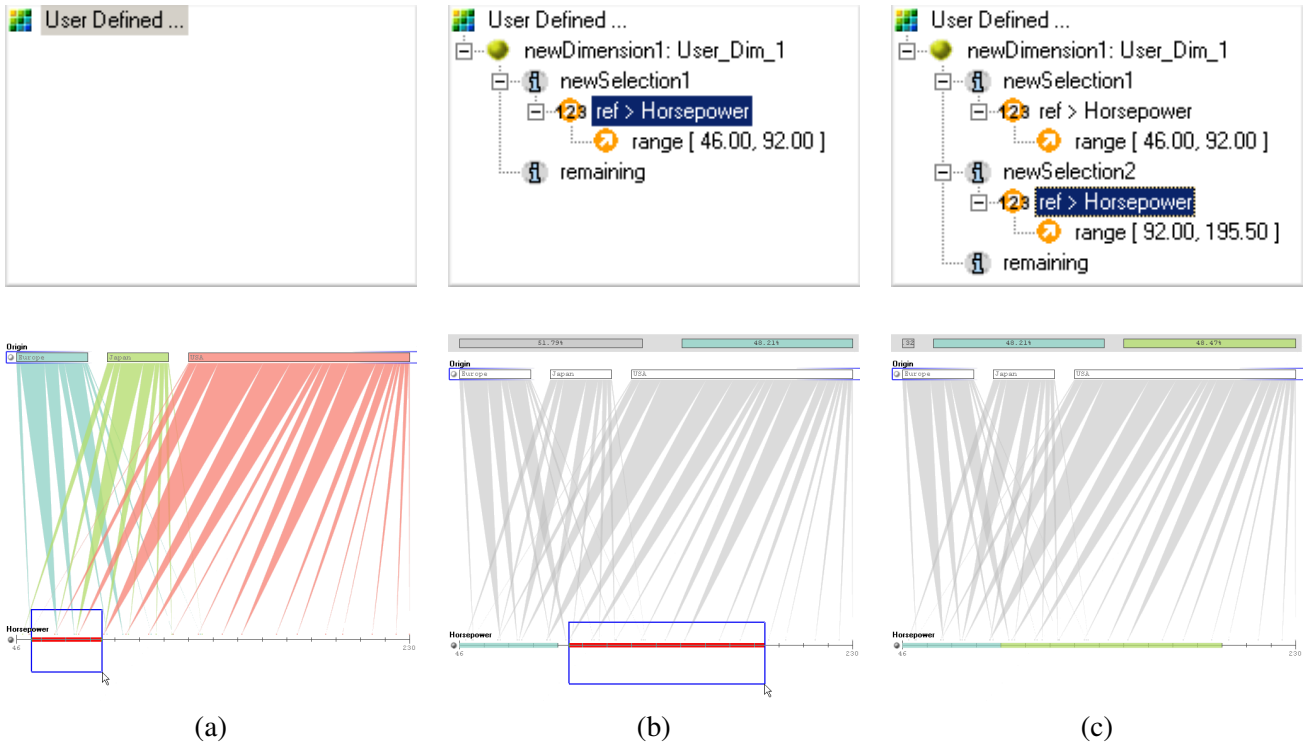 User Defined ...
User Defined ...
newDimension1: User_Dim_1
newSelection1
123 ref > Horsepower
range [ 46.00, 92.00 ]
remaining
User Defined ...
newDimension1: User_Dim_1
newSelection1
123 ref > Horsepower
range [ 46.00, 92.00 ]
newSelection2
123 ref > Horsepower
range [ 92.00, 195.50 ]
remaining
Origin
Europe Japan USA
Horsepower
46 230
51.79% 48.21%
Origin
Europe Japan USA
Horsepower
46 230
32 48.21% 48.47%
Origin
Europe Japan USA
Horsepower
46 230
(a) (b) (c)